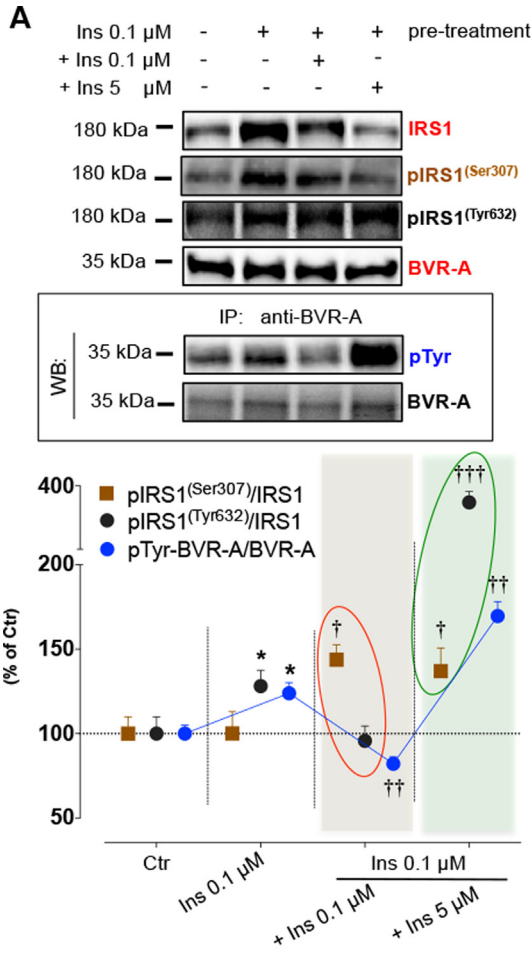 A
Ins 0.1 µM - + + + pre-treatment
+ Ins 0.1 µM - - + -
+ Ins 5 µM - - - +
180 kDa IRS1
180 kDa pIRS1(Ser307)
180 kDa pIRS1(Tyr632)
35 kDa BVR-A
IP: anti-BVR-A
WB:
35 kDa pTyr
35 kDa BVR-A
400
200
150
100
50
(% of Ctr)
pIRS1(Ser307)/IRS1
pIRS1(Tyr632)/IRS1
pTyr-BVR-A/BVR-A
* * † †† † ††† ††
Ctr
Ins 0.1 µM
Ins 0.1 µM
+ Ins 0.1 µM
+ Ins 5 µM